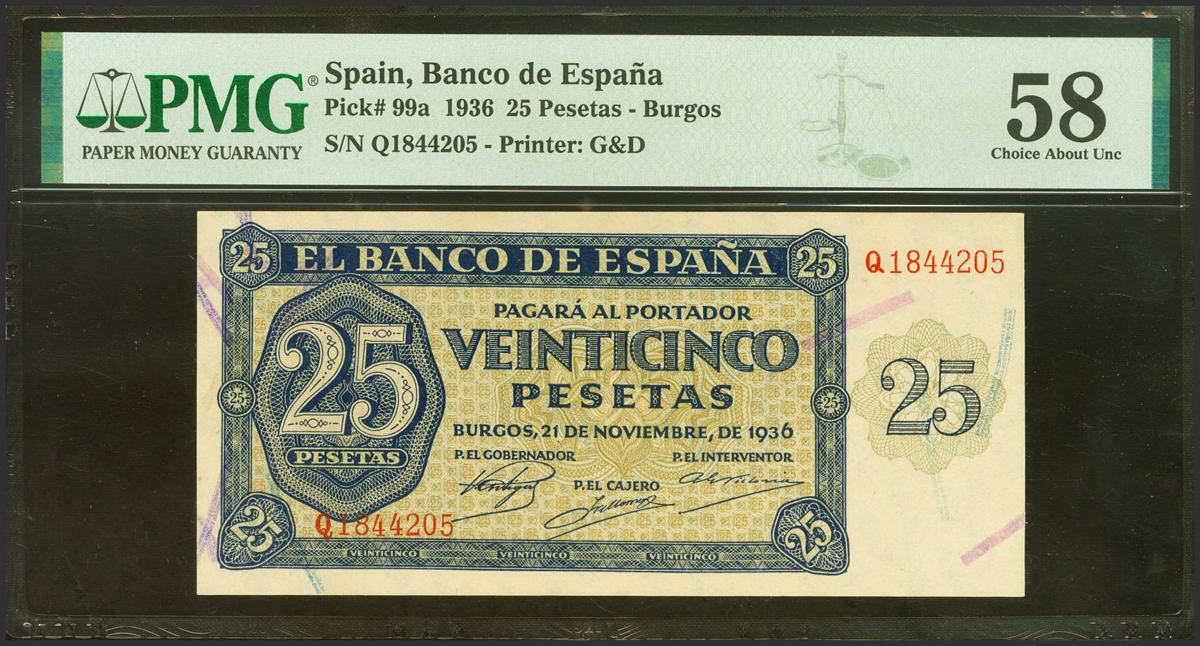 PMG®
PAPER MONEY GUARANTY
Spain, Banco de España
Pick# 99a 1936 25 Pesetas - Burgos
S/N Q1844205 - Printer: G&D
58
Choice About Unc
25 EL BANCO DE ESPAÑA 25
Q1844205
PAGARÁ AL PORTADOR
VEINTICINCO
PESETAS
25
PESETAS
25
25
25
BURGOS, 21 DE NOVIEMBRE, DE 1936
P. EL GOBERNADOR
P. EL INTERVENTOR
P. EL CAJERO
Q1844205
25
25
VEINTICINCO VEINTICINCO VEINTICINCO